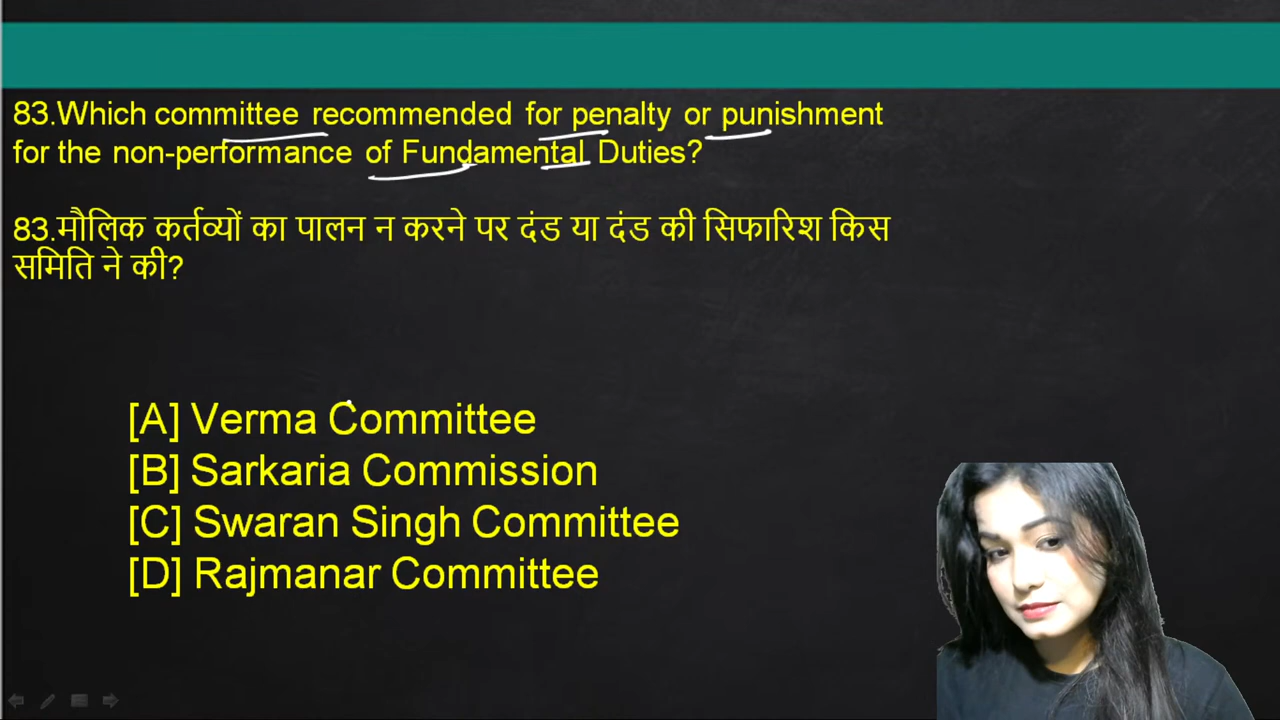 83.Which committee recommended for penalty or punishment
for the non-performance of Fundamental Duties?
83.मौलिक कर्तव्यों का पालन न करने पर दंड या दंड की सिफारिश किस
समिति ने की?
[A] Verma Committee
[B] Sarkaria Commission
[C] Swaran Singh Committee
[D] Rajmanar Committee